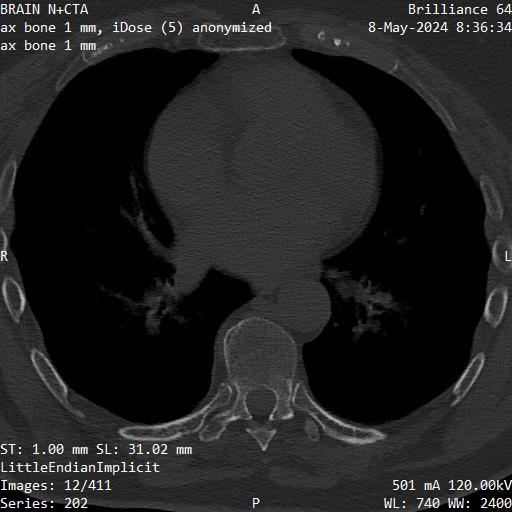 BRAIN N+CTA
ax bone 1 mm, iDose (5) anonymized
ax bone 1 mm
A
Brilliance 64
8-May-2024 8:36:34
R
L
ST: 1.00 mm SL: 31.02 mm
LittleEndianImplicit
Images: 12/411
Series: 202
P
501 mA 120.00kV
WL: 740 WW: 2400